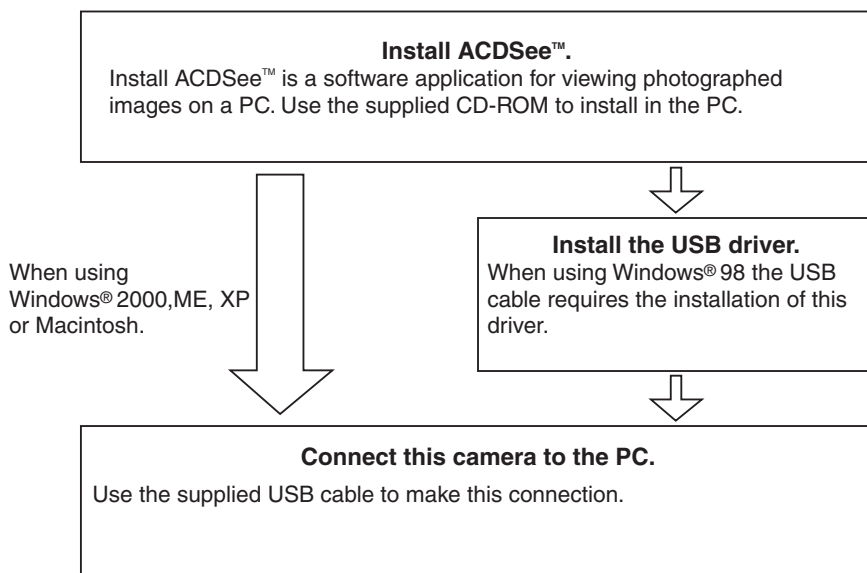 Install ACDSee™.
Install ACDSee™ is a software application for viewing photographed
images on a PC. Use the supplied CD-ROM to install in the PC.
When using
Windows® 2000,ME, XP
or Macintosh.
Install the USB driver.
When using Windows® 98 the USB
cable requires the installation of this
driver.
Connect this camera to the PC.
Use the supplied USB cable to make this connection.